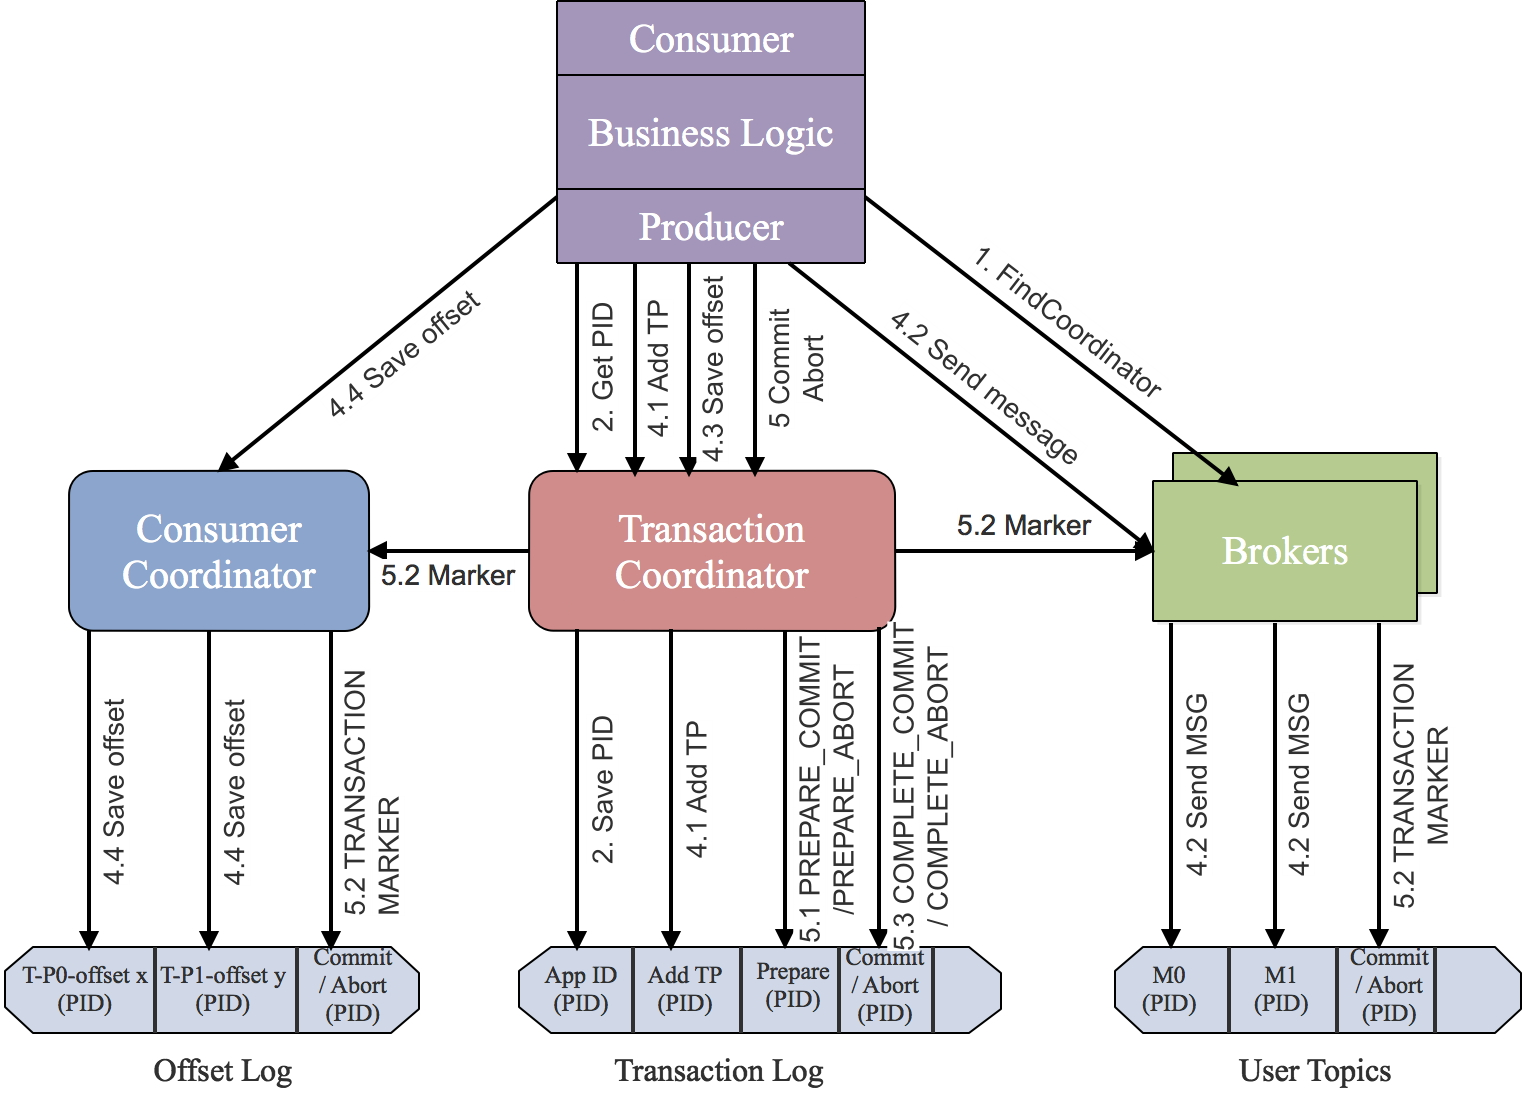 Consumer
Business Logic
Producer
1. FindCoordinator
4.2 Send message
4.4 Save offset
2. Get PID
4.1 Add TP
4.3 Save offset
5 Commit
Abort
Consumer
Coordinator
5.2 Marker
Transaction
Coordinator
5.2 Marker
Brokers
4.4 Save offset
4.4 Save offset
5.2 TRANSACTION
MARKER
2. Save PID
4.1 Add TP
5.1 PREPARE_COMMIT
/PREPARE_ABORT
5.3 COMPLETE_COMMIT
/ COMPLETE_ABORT
4.2 Send MSG
4.2 Send MSG
5.2 TRANSACTION
MARKER
T-P0-offset x
(PID)
T-P1-offset y
(PID)
Commit
/ Abort
(PID)
App ID
(PID)
Add TP
(PID)
Prepare
(PID)
Commit
/ Abort
(PID)
M0
(PID)
M1
(PID)
Commit
/ Abort
(PID)
Offset Log
Transaction Log
User Topics